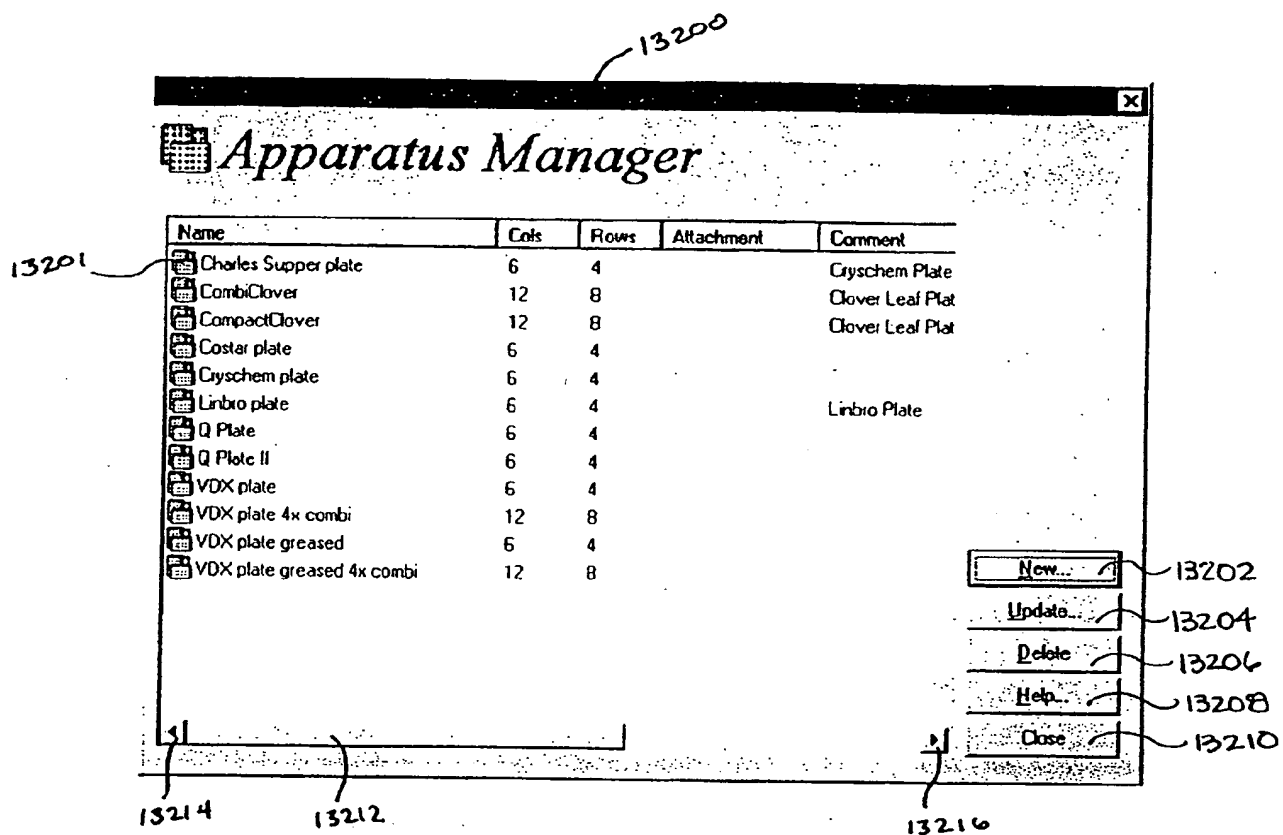 13200
Apparatus Manager
Name Cols Rows Attachment Comment
13201
Charles Supper plate 6 4 Cryschem Plate
CombiClover 12 8 Clover Leaf Plat
CompactClover 12 8 Clover Leaf Plat
Costar plate 6 4
Cryschem plate 6 4
Linbro plate 6 4 Linbro Plate
Q Plate 6 4
Q Plate II 6 4
VDX plate 6 4
VDX plate 4x combi 12 8
VDX plate greased 6 4
VDX plate greased 4x combi 12 8
New... 13202
Update... 13204
Delete 13206
Help... 13208
Close 13210
13214 13212 13216